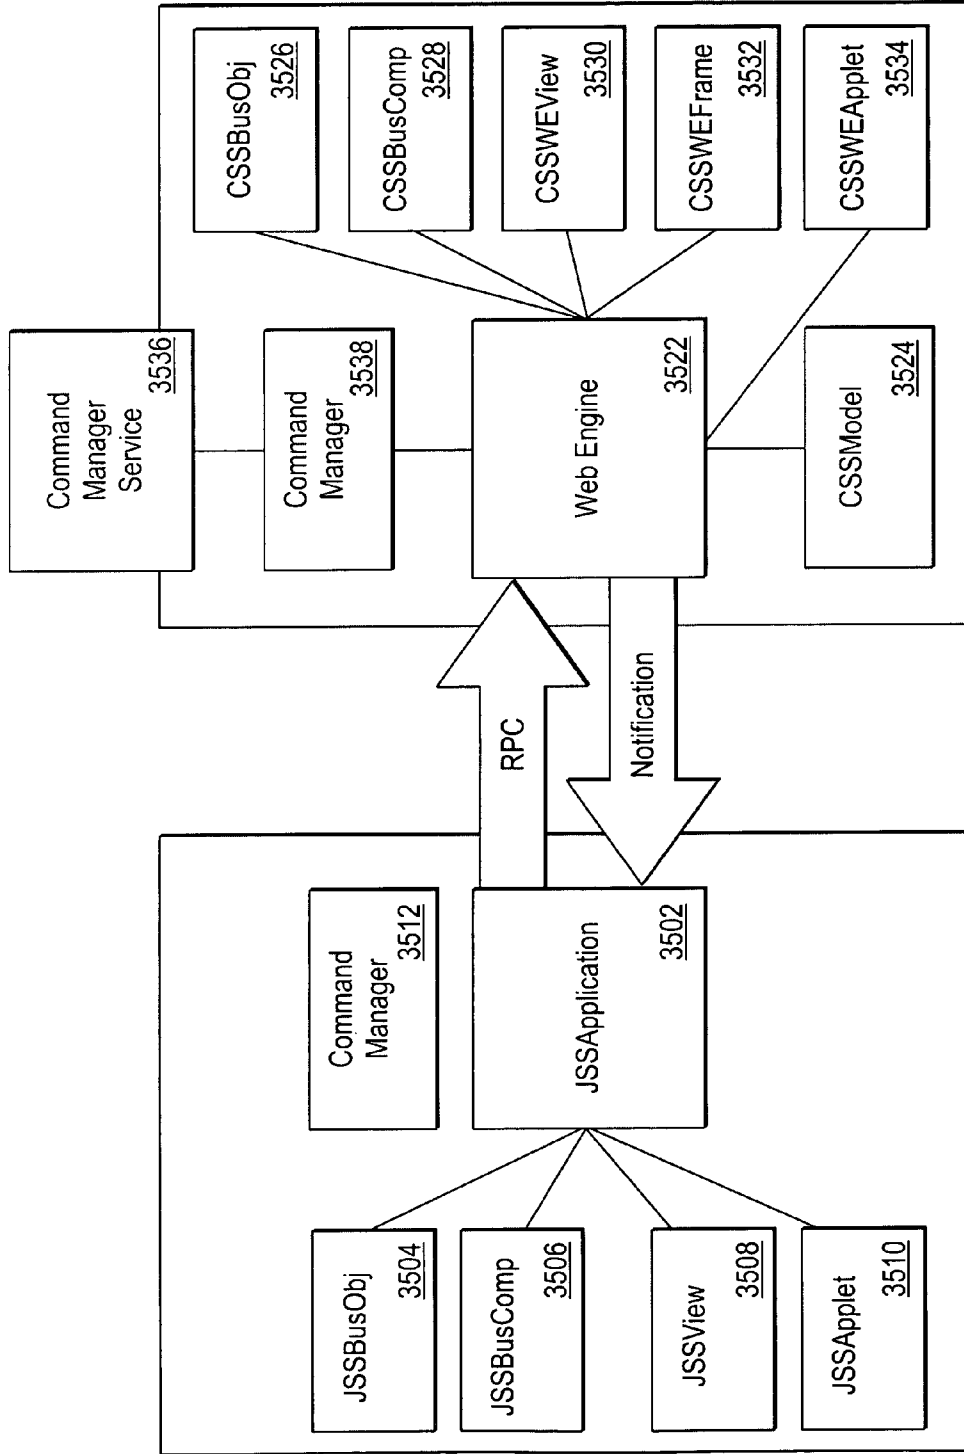 Command
Manager
Service
3536
Command
Manager
3538
Web Engine
3522
CSSModel
3524
CSSBusObj
3526
CSSBusComp
3528
CSSWEView
3530
CSSWEFrame
3532
CSSWEApplet
3534
RPC
Notification
Command
Manager
3512
JSSApplication
3502
JSSBusObj
3504
JSSBusComp
3506
JSSView
3508
JSSApplet
3510